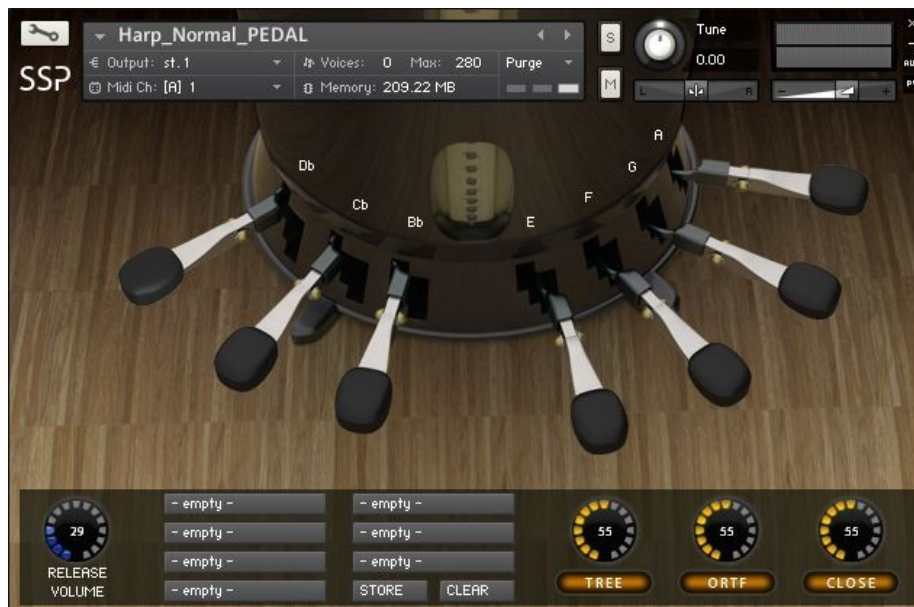 Harp_Normal_PEDAL
Output: st.1 Voices: 0 Max: 280 Purge
Midi Ch: [A] 1 Memory: 209.22 MB
SSP
S
M
Tune
0.00
L R
- +
×
AU
A
G
F
E
Db
Cb
Bb
29
RELEASE
VOLUME
- empty - - empty -
- empty - - empty -
- empty - - empty -
- empty - STORE CLEAR
55 55 55
TREE ORTF CLOSE